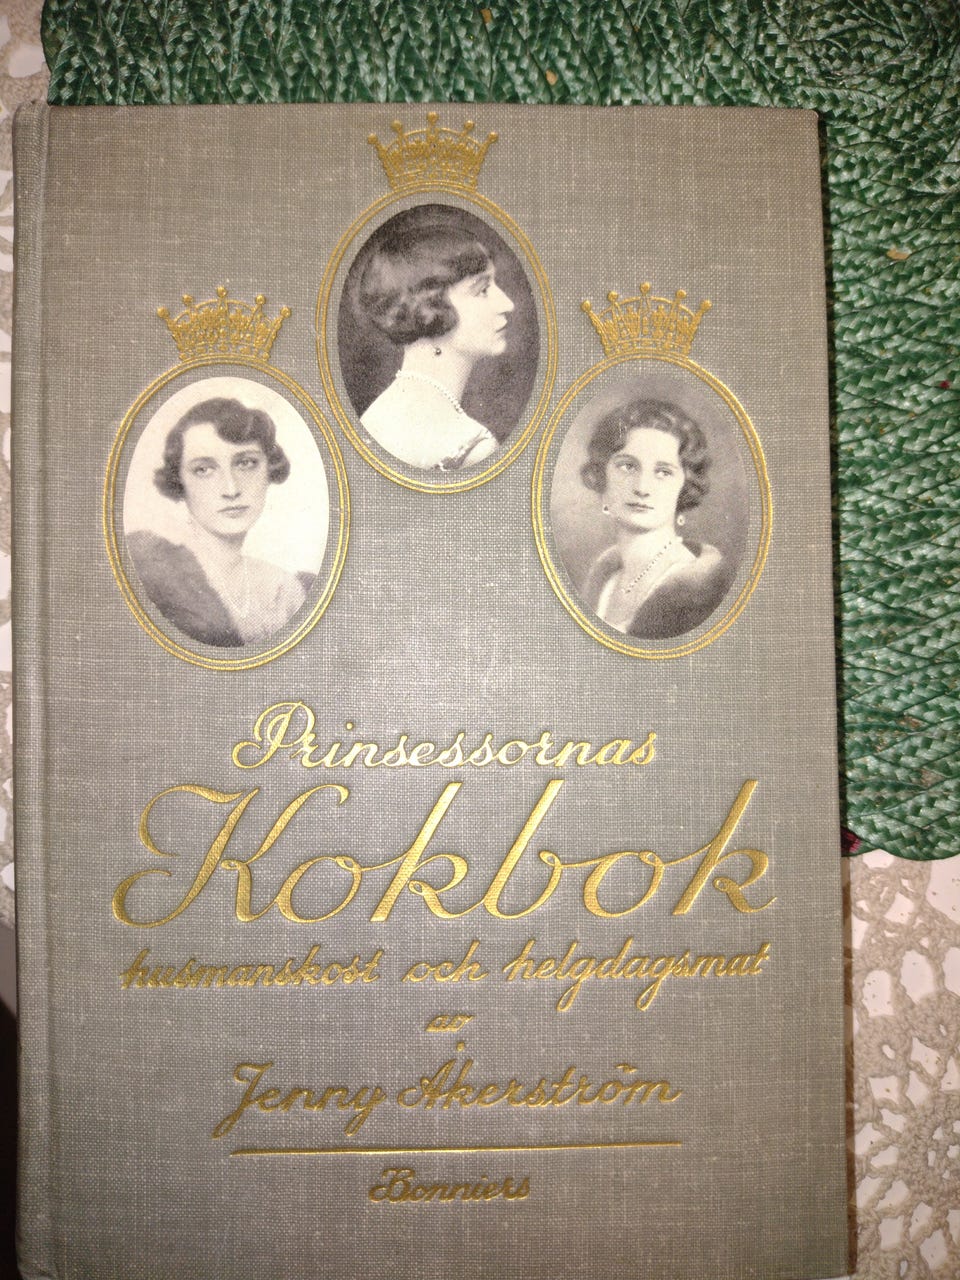 Prinsessornas
Kokbok
husmanskost och helgdagsmat
av
Jenny Åkerström
Bonniers